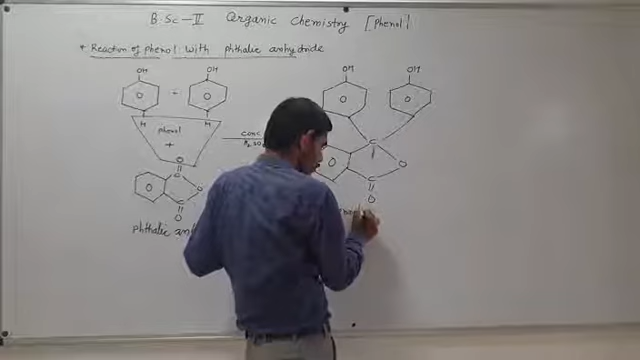 B.Sc-II Organic Chemistry [Phenol]
* Reaction of phenol with phthalic anhydride
OH OH OH OH
O + O O O
H H
phenol
+
conc
H₂SO₄
O
C
O
O
C
O
C
O
O
C
O
phthalic